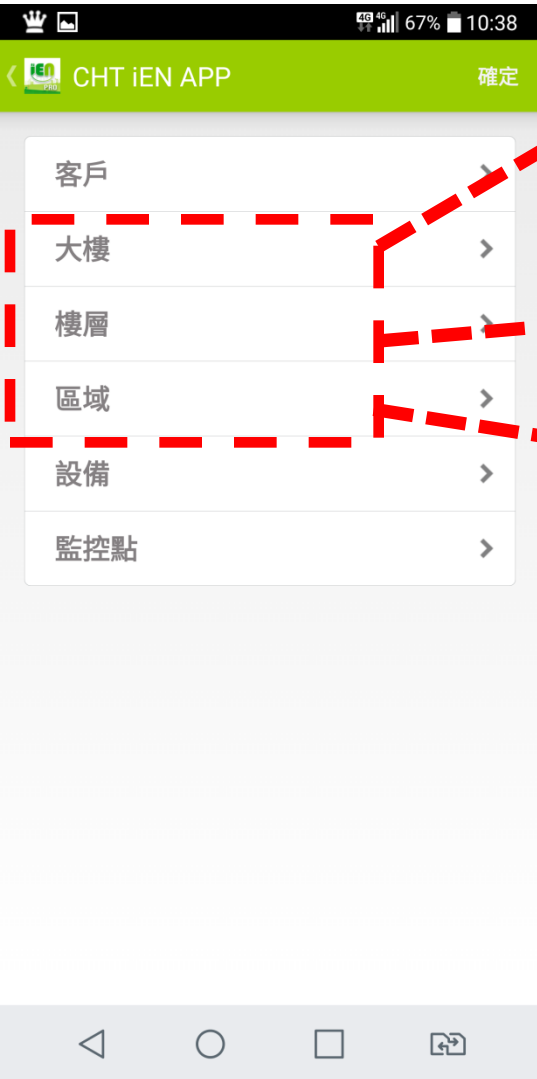 4G 4G 67% 10:38
iEN PRO CHT iEN APP 確定
客戶
大樓
樓層
區域
設備
監控點